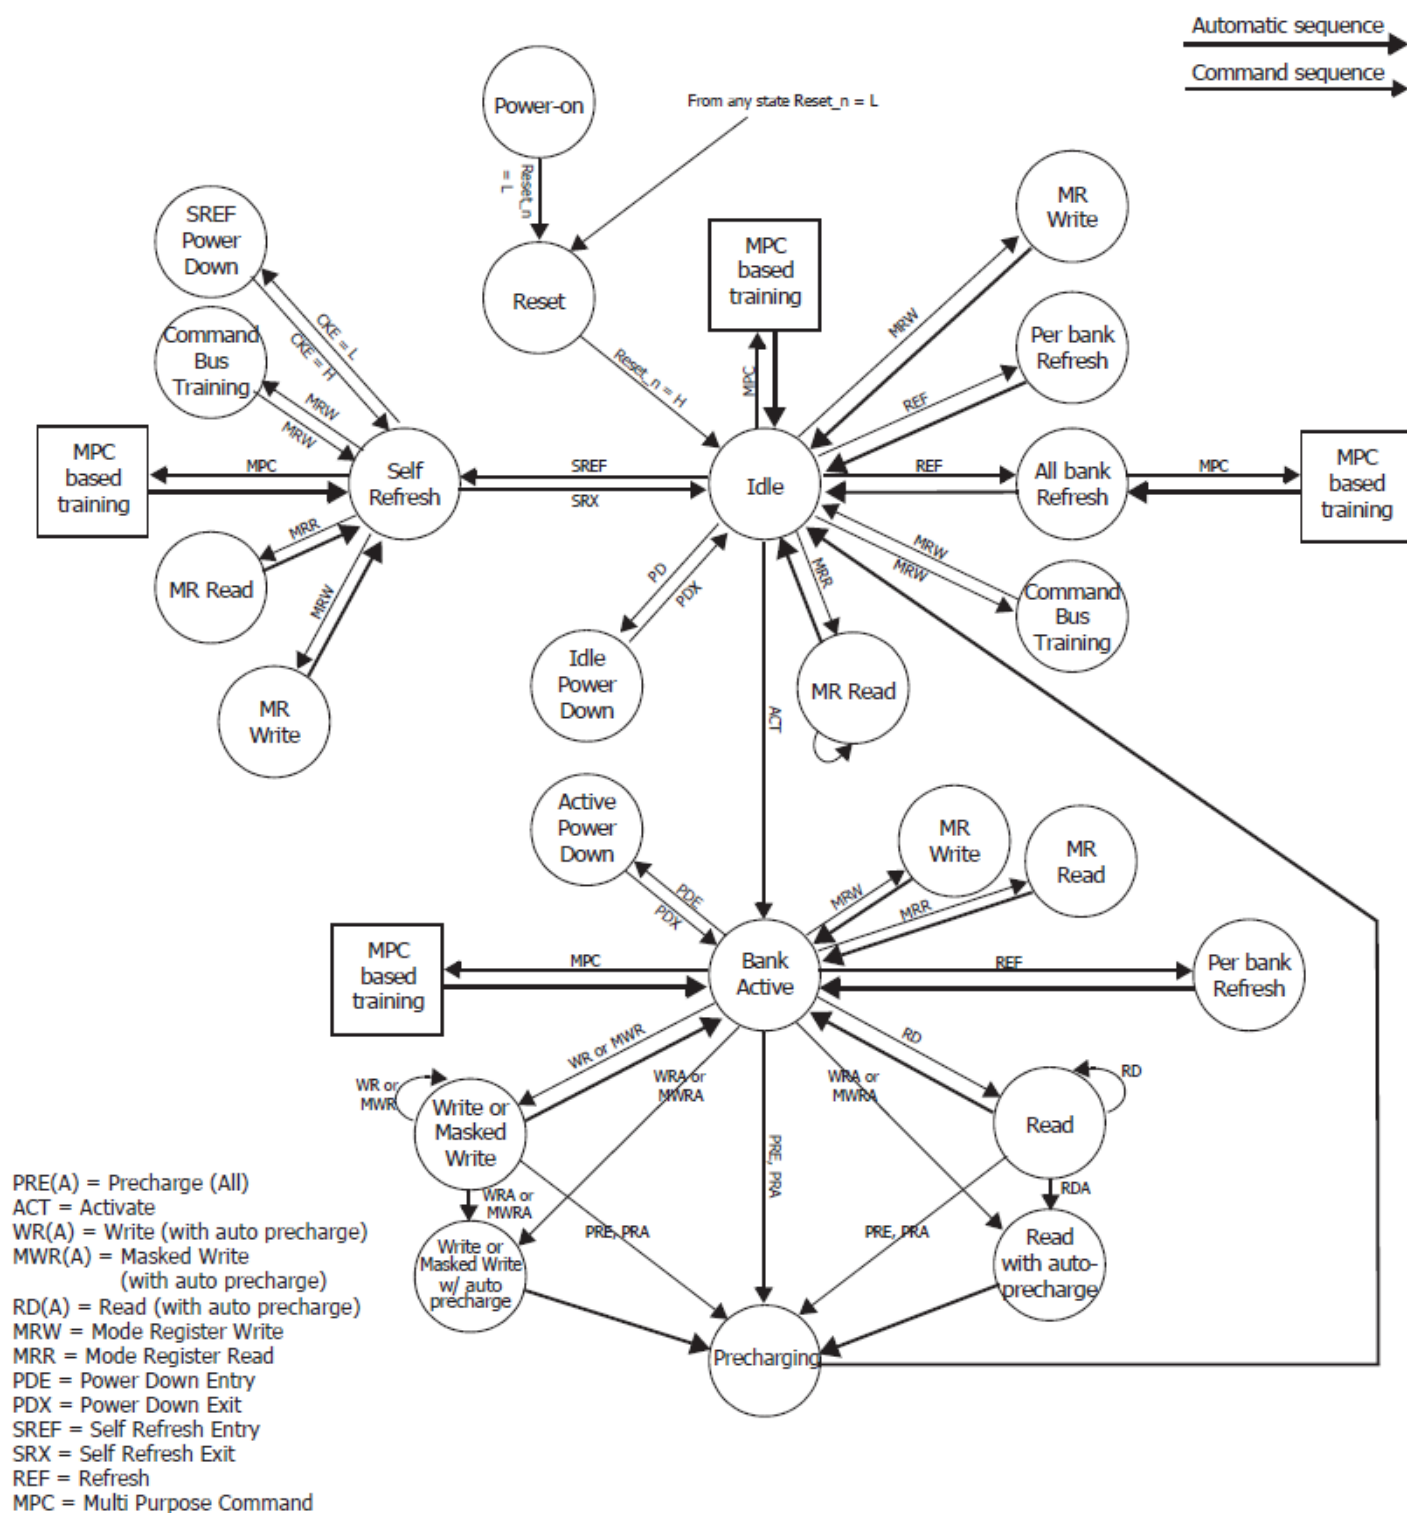 Automatic sequence
Command sequence
Power-on
From any state Reset_n = L
Reset_n
= L
MR
Write
SREF
Power
Down
MPC
based
training
Reset
Per bank
Refresh
Command
Bus
Training
CKE = L
CKE = H
Reset_n = H
MPC
MRW
REF
MRW
MRW
MPC
based
training
MPC
Self
Refresh
SREF
SRX
Idle
REF
All bank
Refresh
MPC
MPC
based
training
MRR
MR Read
MRW
MR
Write
PD
PDX
Idle
Power
Down
MRR
MR Read
MRW
MRW
Command
Bus
Training
ACT
Active
Power
Down
PDE
PDX
MR
Write
MRW
MR
Read
MRR
MPC
based
training
MPC
Bank
Active
REF
Per bank
Refresh
WR or MWR
WR or
MWR
Write or
Masked
Write
WRA or
MWRA
WRA or
MWRA
RD
RD
Read
PRE, PRA
WRA or
MWRA
PRE, PRA
PRE, PRA
RDA
Write or
Masked Write
w/ auto
precharge
Read
with auto-
precharge
Precharging
PRE(A) = Precharge (All)
ACT = Activate
WR(A) = Write (with auto precharge)
MWR(A) = Masked Write
(with auto precharge)
RD(A) = Read (with auto precharge)
MRW = Mode Register Write
MRR = Mode Register Read
PDE = Power Down Entry
PDX = Power Down Exit
SREF = Self Refresh Entry
SRX = Self Refresh Exit
REF = Refresh
MPC = Multi Purpose Command